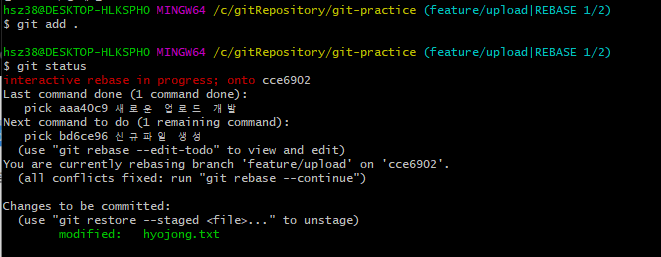 hsz38@DESKTOP-HLKSPHO MINGW64 /c/gitRepository/git-practice (feature/upload|REBASE 1/2)
$ git add .

hsz38@DESKTOP-HLKSPHO MINGW64 /c/gitRepository/git-practice (feature/upload|REBASE 1/2)
$ git status
interactive rebase in progress; onto cce6902
Last command done (1 command done):
   pick aaa40c9 새로운 업로드 개발
Next command to do (1 remaining command):
   pick bd6ce96 신규파일 생성
  (use "git rebase --edit-todo" to view and edit)
You are currently rebasing branch 'feature/upload' on 'cce6902'.
  (all conflicts fixed: run "git rebase --continue")

Changes to be committed:
  (use "git restore --staged <file>..." to unstage)
        modified:   hyojong.txt